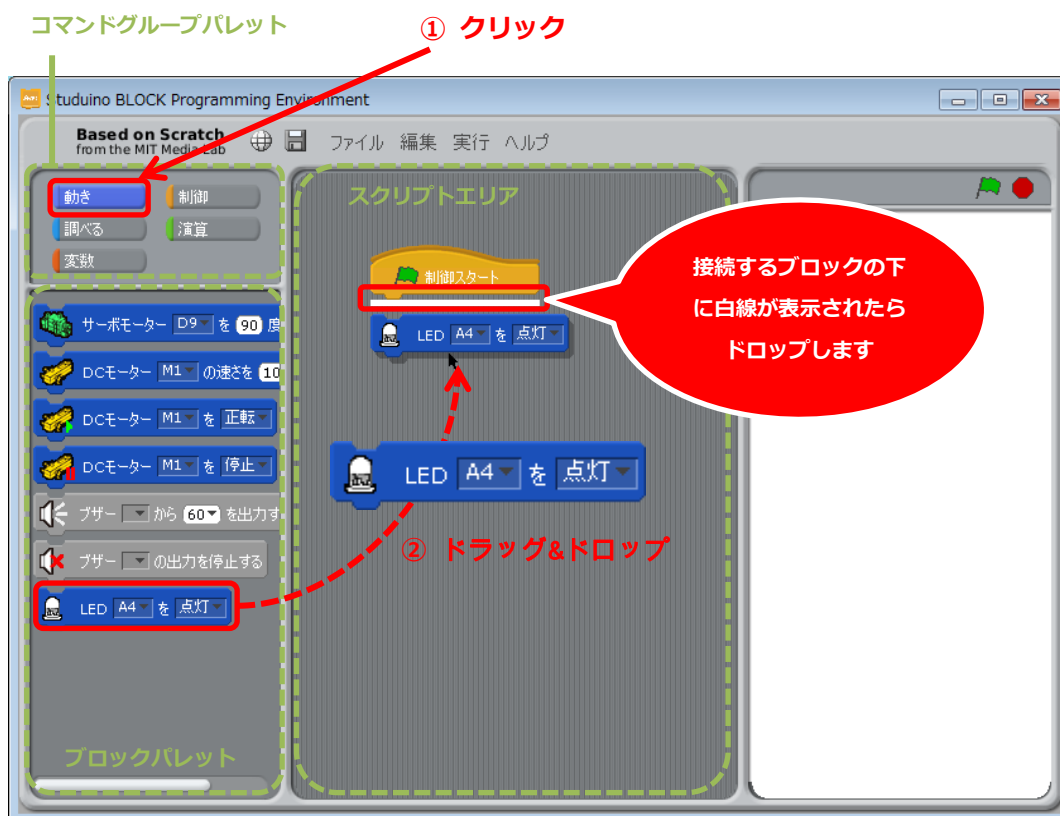 コマンドグループパレット
① クリック
Studuino BLOCK Programming Environment
Based on Scratch
from the MIT Media Lab
ファイル 編集 実行 ヘルプ
動き 制御
調べる 演算
変数
スクリプトエリア
制御スタート
LED A4 を 点灯
接続するブロックの下
に白線が表示されたら
ドロップします
サーボモーター D9 を 90 度
DCモーター M1 の速さを 10
DCモーター M1 を 正転
DCモーター M1 を 停止
ブザー から 60 を出力す
ブザー の出力を停止する
LED A4 を 点灯
LED A4 を 点灯
② ドラッグ&ドロップ
ブロックパレット